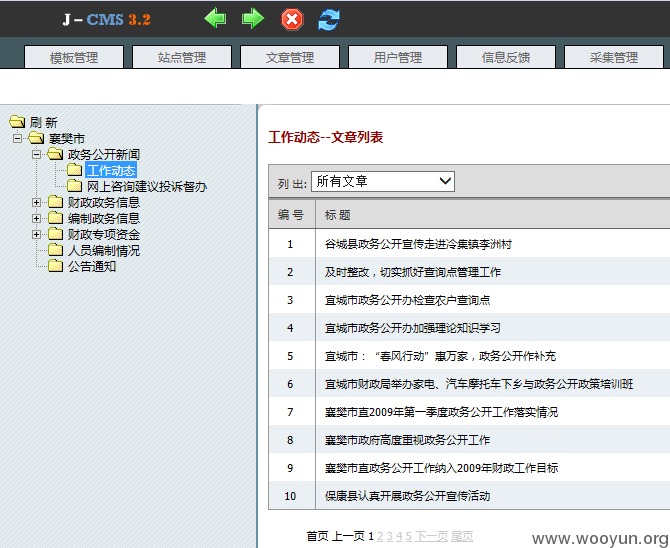 J – CMS 3.2
模板管理 站点管理 文章管理 用户管理 信息反馈 采集管理
刷 新
襄樊市
政务公开新闻
工作动态
网上咨询建议投诉督办
财政政务信息
编制政务信息
财政专项资金
人员编制情况
公告通知
工作动态--文章列表
列 出: 所有文章
编 号 标 题
1 谷城县政务公开宣传走进冷集镇李洲村
2 及时整改，切实抓好查询点管理工作
3 宜城市政务公开办检查农户查询点
4 宜城市政务公开办加强理论知识学习
5 宜城市：“春风行动”惠万家，政务公开作补充
6 宜城市财政局举办家电、汽车摩托车下乡与政务公开政策培训班
7 襄樊市直2009年第一季度政务公开工作落实情况
8 襄樊市政府高度重视政务公开工作
9 襄樊市直政务公开工作纳入2009年财政工作目标
10 保康县认真开展政务公开宣传活动
首页 上一页 1 2 3 4 5 下一页 尾页
www.wooyun.org